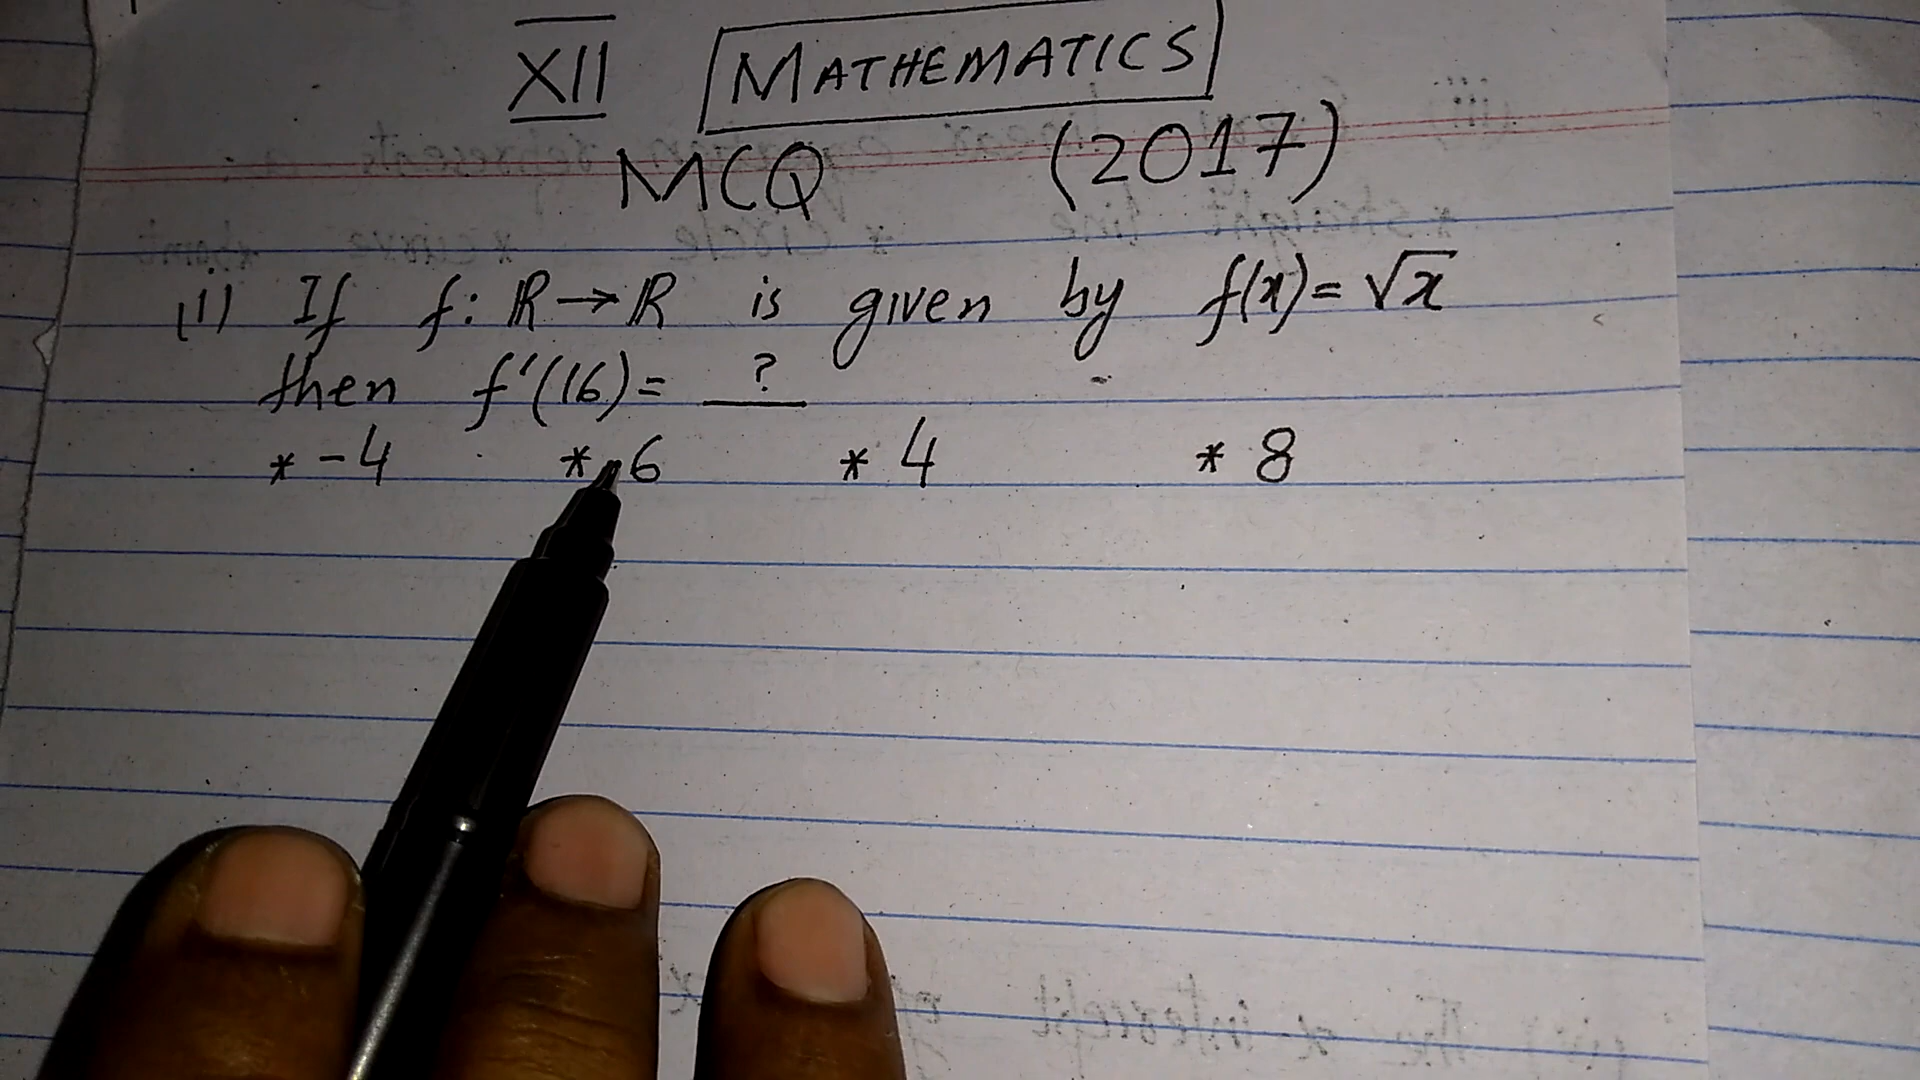 XII MATHEMATICS
MCQ (2017)
(i) If f: ℝ → ℝ is given by f(x) = √x
then f'(16) = ?
* -4 * 6 * 4 * 8